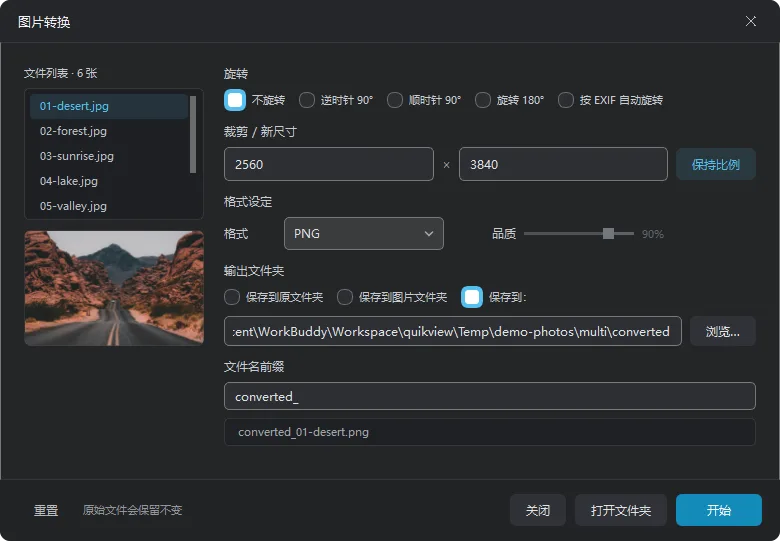 图片转换
文件列表 · 6 张
01-desert.jpg
02-forest.jpg
03-sunrise.jpg
04-lake.jpg
05-valley.jpg
旋转
不旋转 逆时针 90° 顺时针 90° 旋转 180° 按 EXIF 自动旋转
裁剪 / 新尺寸
2560 × 3840 保持比例
格式设定
格式 PNG 品质 90%
输出文件夹
保存到原文件夹 保存到图片文件夹 保存到:
:ent\WorkBuddy\Workspace\quikview\Temp\demo-photos\multi\converted 浏览...
文件名前缀
converted_
converted_01-desert.png
重置 原始文件会保留不变 关闭 打开文件夹 开始